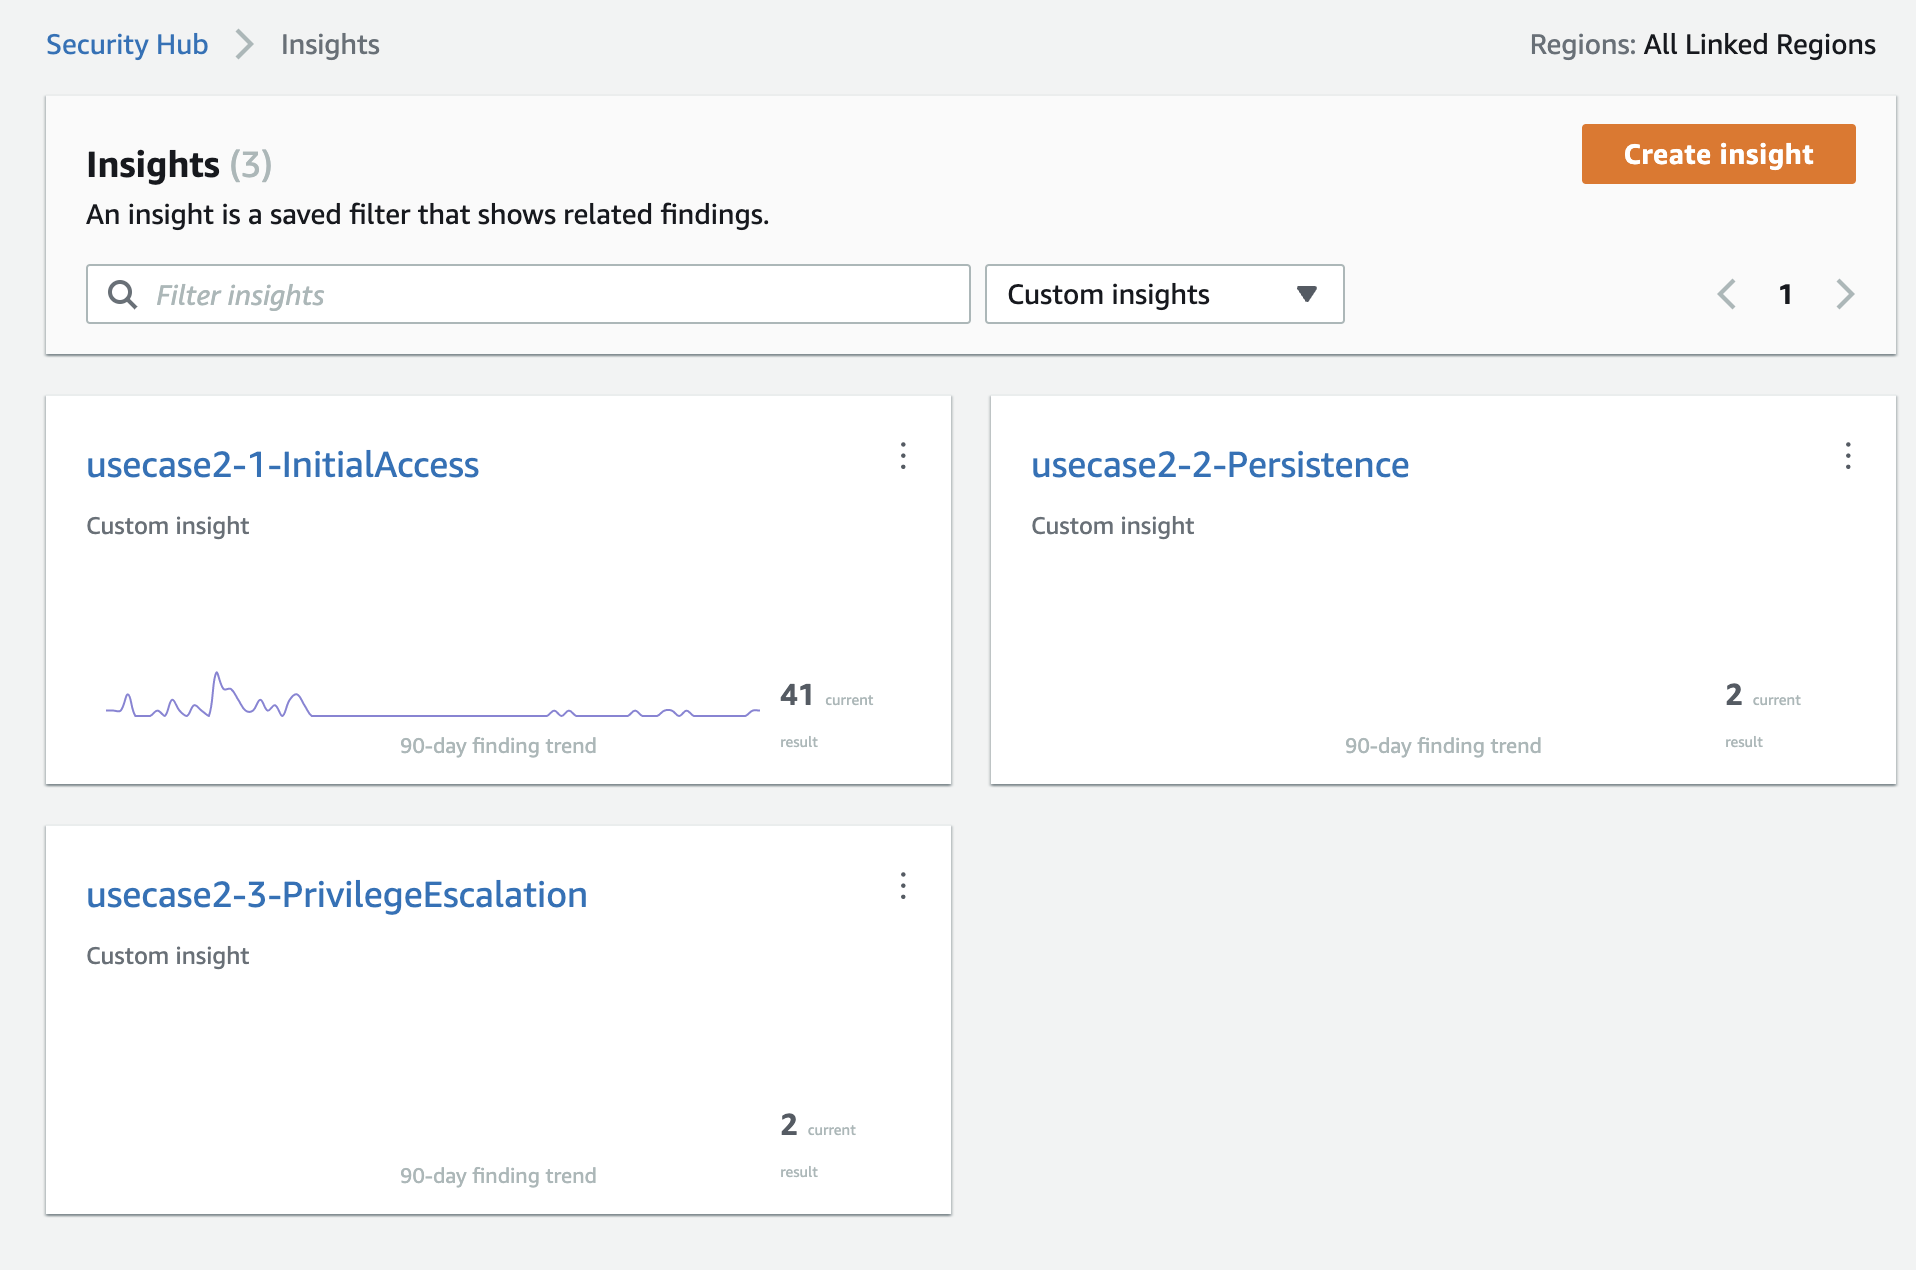 Security Hub Insights
Regions: All Linked Regions
Insights (3)
Create insight
An insight is a saved filter that shows related findings.
Filter insights
Custom insights
1
usecase2-1-InitialAccess
Custom insight
41 current
result
90-day finding trend
usecase2-2-Persistence
Custom insight
2 current
result
90-day finding trend
usecase2-3-PrivilegeEscalation
Custom insight
2 current
result
90-day finding trend